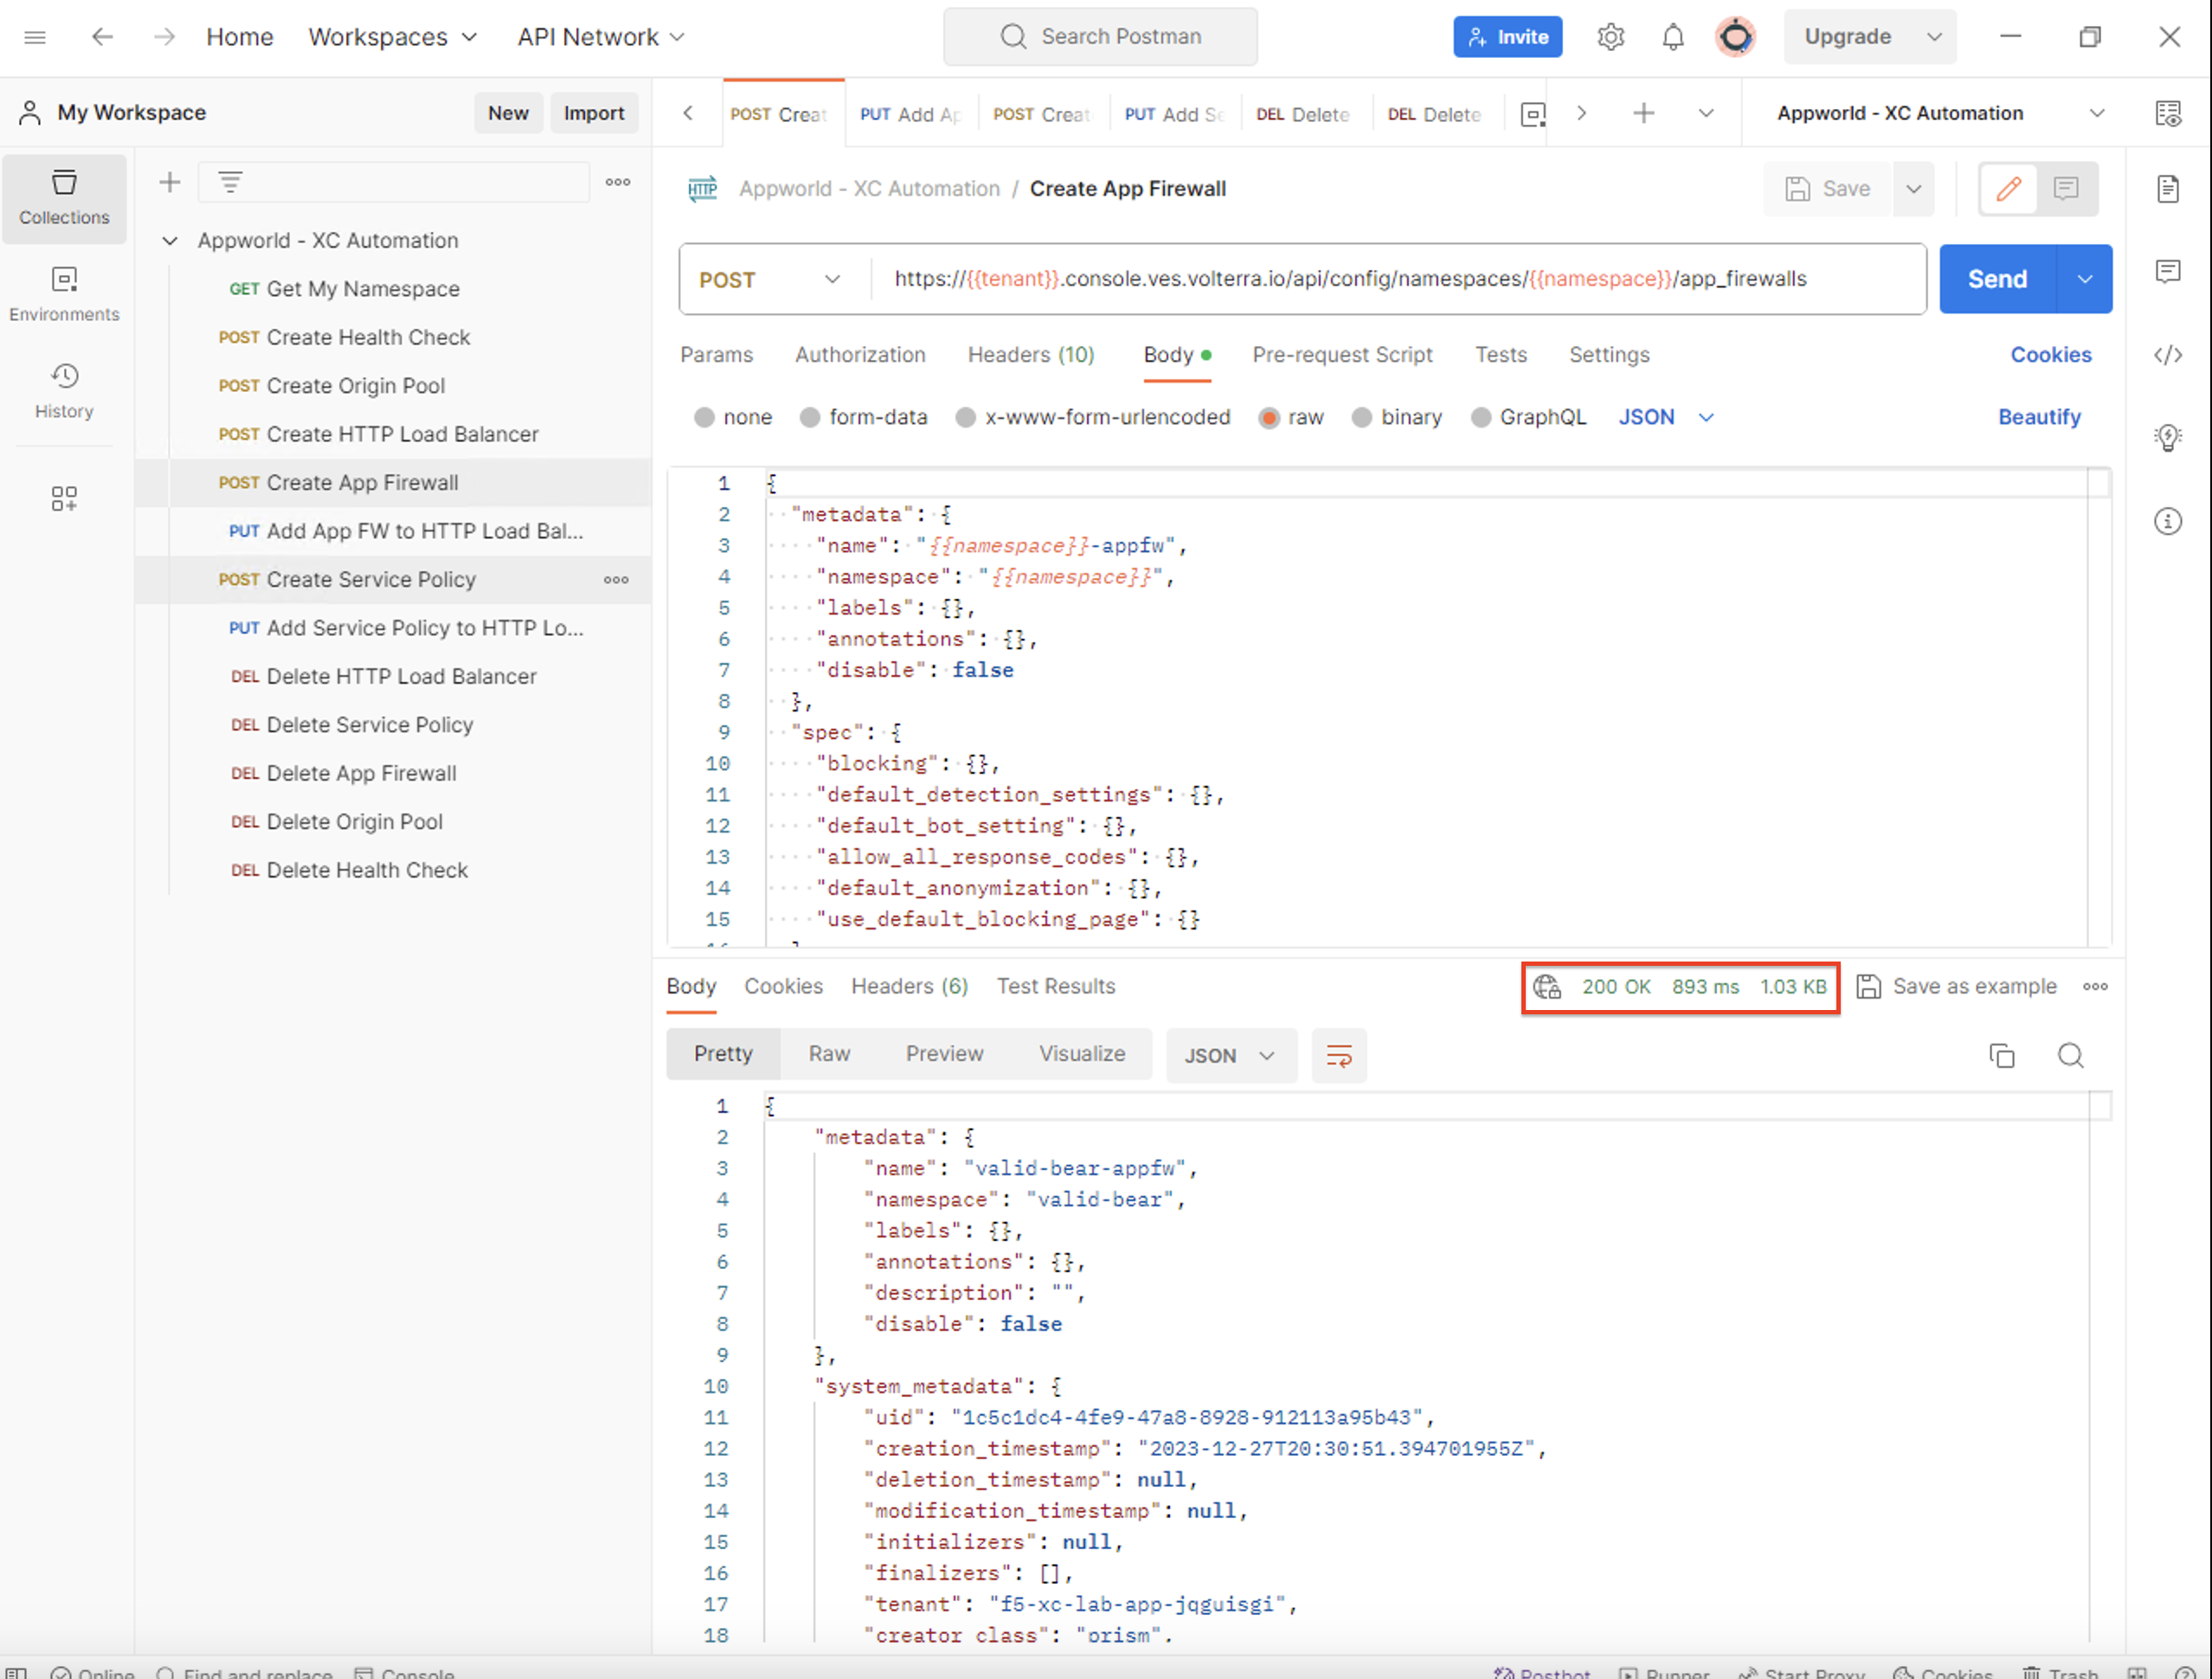 Home Workspaces API Network Search Postman Invite Upgrade
My Workspace New Import
POST Creat PUT Add Ap POST Creat PUT Add Se DEL Delete DEL Delete Appworld - XC Automation
Collections
Environments
History
Appworld - XC Automation
GET Get My Namespace
POST Create Health Check
POST Create Origin Pool
POST Create HTTP Load Balancer
POST Create App Firewall
PUT Add App FW to HTTP Load Bal...
POST Create Service Policy
PUT Add Service Policy to HTTP Lo...
DEL Delete HTTP Load Balancer
DEL Delete Service Policy
DEL Delete App Firewall
DEL Delete Origin Pool
DEL Delete Health Check
HTTP Appworld - XC Automation / Create App Firewall Save
POST https://{{tenant}}.console.ves.volterra.io/api/config/namespaces/{{namespace}}/app_firewalls Send
Params Authorization Headers (10) Body Pre-request Script Tests Settings Cookies
none form-data x-www-form-urlencoded raw binary GraphQL JSON Beautify
1 {
2 "metadata": {
3 "name": "{{namespace}}-appfw",
4 "namespace": "{{namespace}}",
5 "labels": {},
6 "annotations": {},
7 "disable": false
8 },
9 "spec": {
10 "blocking": {},
11 "default_detection_settings": {},
12 "default_bot_setting": {},
13 "allow_all_response_codes": {},
14 "default_anonymization": {},
15 "use_default_blocking_page": {}
Body Cookies Headers (6) Test Results 200 OK 893 ms 1.03 KB Save as example
Pretty Raw Preview Visualize JSON
1 {
2 "metadata": {
3 "name": "valid-bear-appfw",
4 "namespace": "valid-bear",
5 "labels": {},
6 "annotations": {},
7 "description": "",
8 "disable": false
9 },
10 "system_metadata": {
11 "uid": "1c5c1dc4-4fe9-47a8-8928-912113a95b43",
12 "creation_timestamp": "2023-12-27T20:30:51.394701955Z",
13 "deletion_timestamp": null,
14 "modification_timestamp": null,
15 "initializers": null,
16 "finalizers": [],
17 "tenant": "f5-xc-lab-app-jqguisgi",
18 "creator_class": "prism",
Online Find and replace Console Postbot Runner Start Proxy Cookies Trash